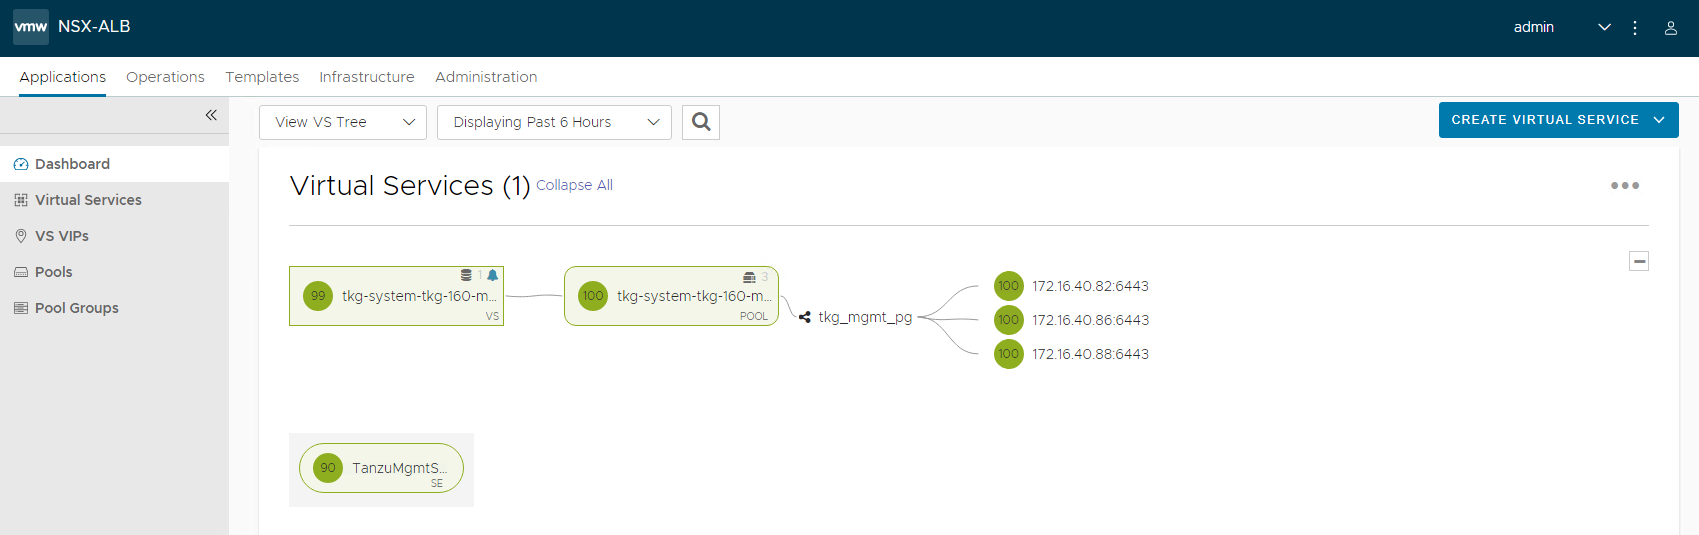 vmw NSX-ALB admin
Applications Operations Templates Infrastructure Administration
View VS Tree Displaying Past 6 Hours CREATE VIRTUAL SERVICE
Dashboard
Virtual Services
VS VIPs
Pools
Pool Groups
Virtual Services (1) Collapse All
1
99 tkg-system-tkg-160-m...
VS
3
100 tkg-system-tkg-160-m...
POOL
tkg_mgmt_pg
100 172.16.40.82:6443
100 172.16.40.86:6443
100 172.16.40.88:6443
90 TanzuMgmtS...
SE